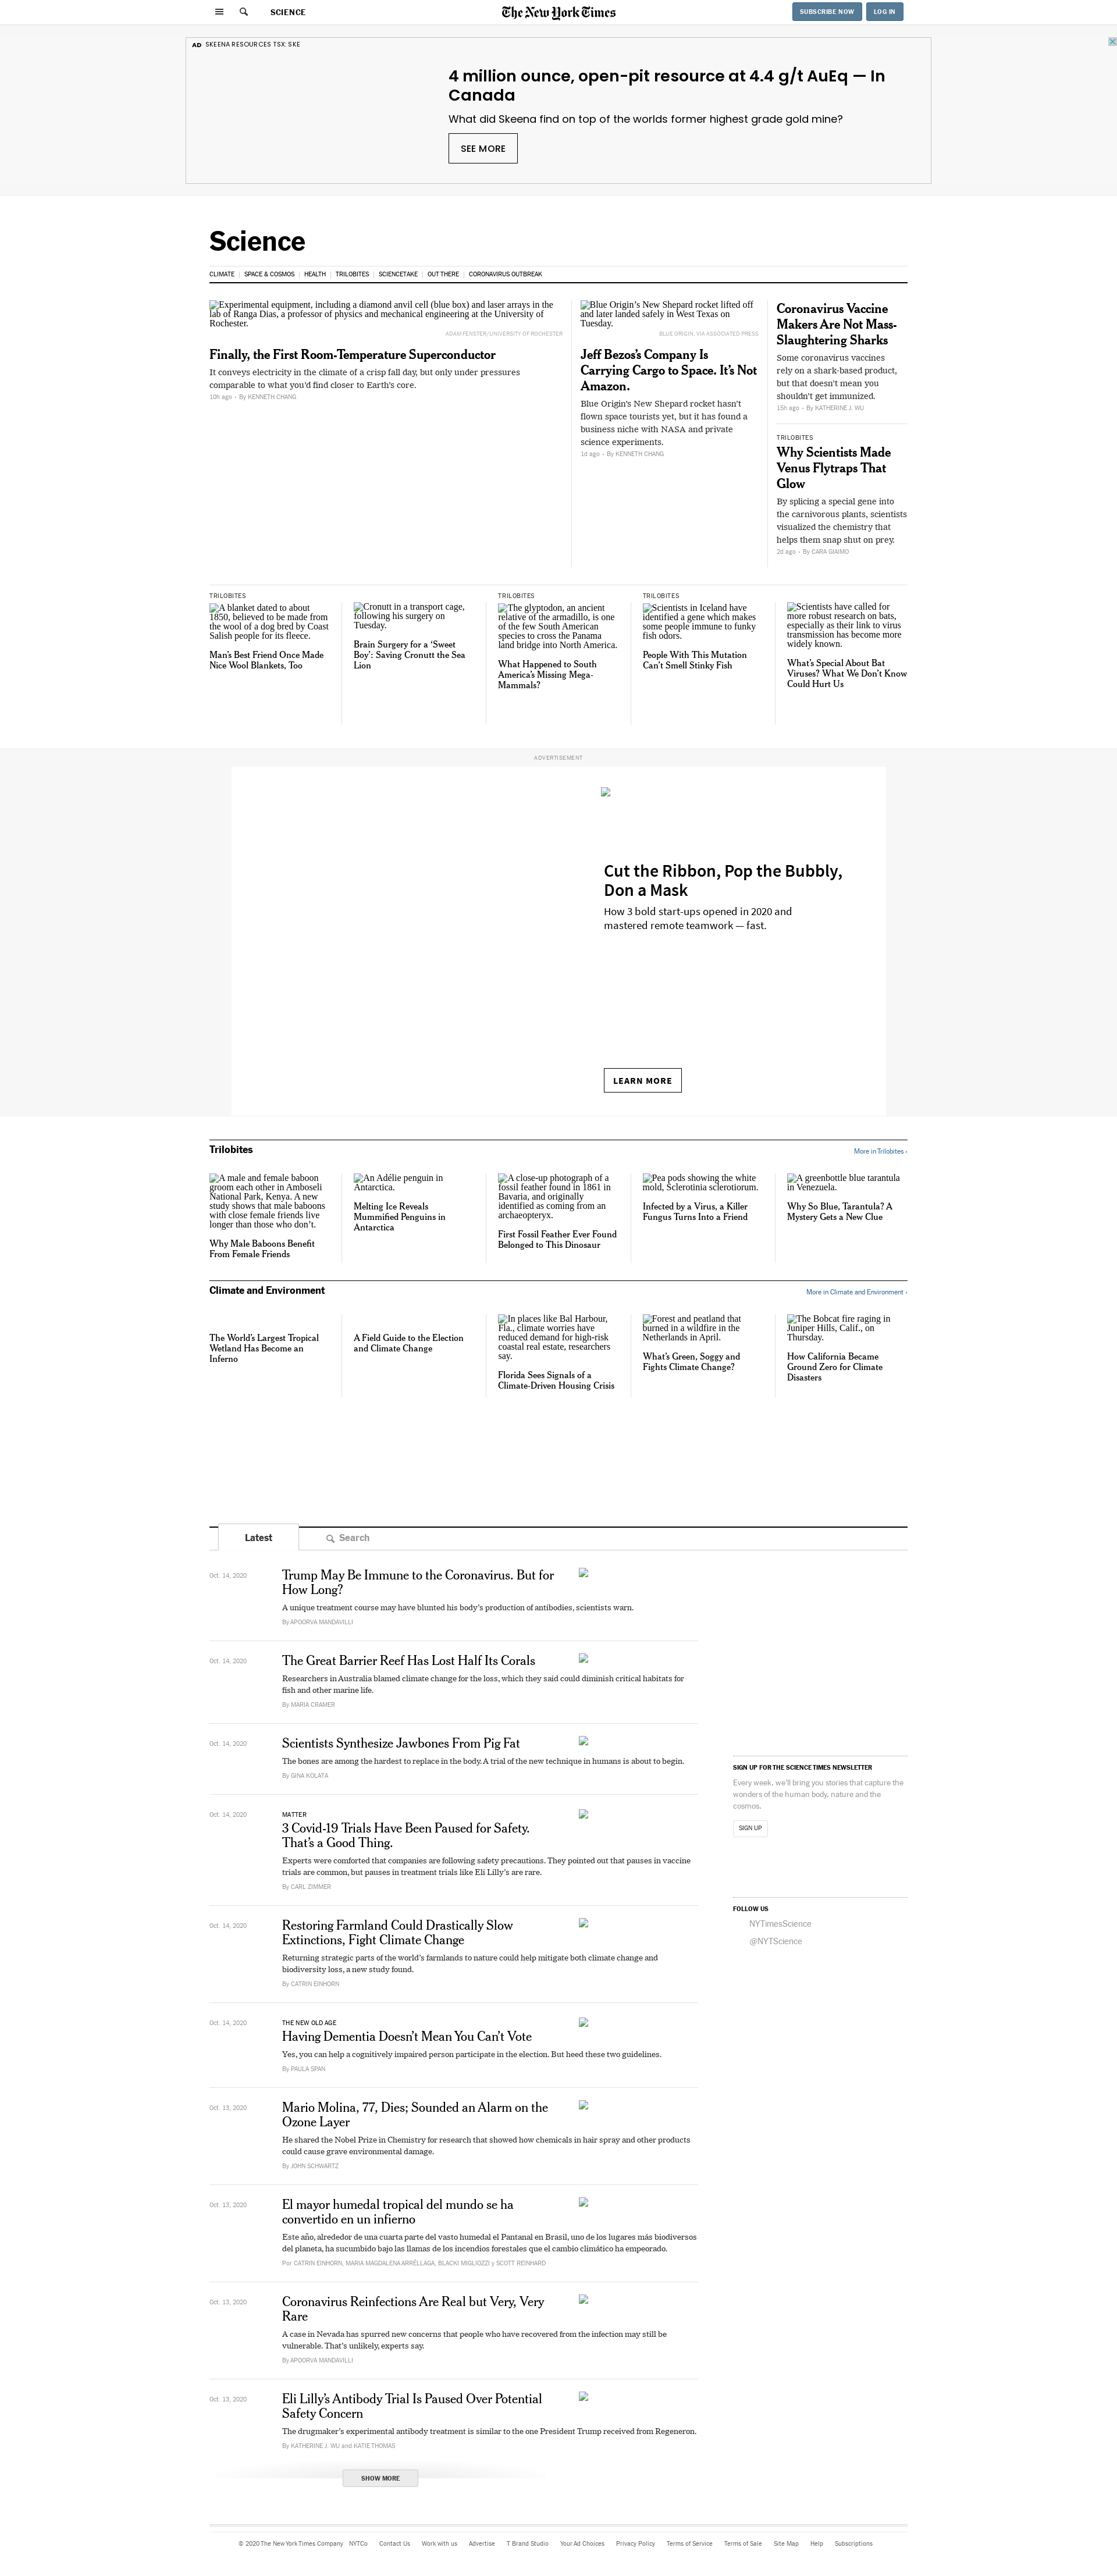 SCIENCE
The New York Times
SUBSCRIBE NOW
LOG IN
AD SKEENA RESOURCES TSX: SKE
4 million ounce, open-pit resource at 4.4 g/t AuEq — In
Canada
What did Skeena find on top of the worlds former highest grade gold mine?
SEE MORE
Science
CLIMATE | SPACE & COSMOS | HEALTH | TRILOBITES | SCIENCETAKE | OUT THERE | CORONAVIRUS OUTBREAK
Experimental equipment, including a diamond anvil cell (blue box) and laser arrays in the
lab of Ranga Dias, a professor of physics and mechanical engineering at the University of
Rochester.
ADAM FENSTER/UNIVERSITY OF ROCHESTER
Finally, the First Room-Temperature Superconductor
It conveys electricity in the climate of a crisp fall day, but only under pressures
comparable to what you'd find closer to Earth's core.
10h ago • By KENNETH CHANG
Blue Origin's New Shepard rocket lifted off
and later landed safely in West Texas on
Tuesday.
BLUE ORIGIN, VIA ASSOCIATED PRESS
Jeff Bezos's Company Is
Carrying Cargo to Space. It's Not
Amazon.
Blue Origin's New Shepard rocket hasn't
flown space tourists yet, but it has found a
business niche with NASA and private
science experiments.
1d ago • By KENNETH CHANG
Coronavirus Vaccine
Makers Are Not Mass-
Slaughtering Sharks
Some coronavirus vaccines
rely on a shark-based product,
but that doesn't mean you
shouldn't get immunized.
15h ago • By KATHERINE J. WU
TRILOBITES
Why Scientists Made
Venus Flytraps That
Glow
By splicing a special gene into
the carnivorous plants, scientists
visualized the chemistry that
helps them snap shut on prey.
2d ago • By CARA GIAIMO
TRILOBITES
A blanket dated to about
1850, believed to be made from
the wool of a dog bred by Coast
Salish people for its fleece.
Man's Best Friend Once Made
Nice Wool Blankets, Too
Cronutt in a transport cage,
following his surgery on
Tuesday.
Brain Surgery for a 'Sweet
Boy': Saving Cronutt the Sea
Lion
TRILOBITES
The glyptodon, an ancient
relative of the armadillo, is one
of the few South American
species to cross the Panama
land bridge into North America.
What Happened to South
America's Missing Mega-
Mammals?
TRILOBITES
Scientists in Iceland have
identified a gene which makes
some people immune to funky
fish odors.
People With This Mutation
Can't Smell Stinky Fish
Scientists have called for
more robust research on bats,
especially as their link to virus
transmission has become more
widely known.
What's Special About Bat
Viruses? What We Don't Know
Could Hurt Us
ADVERTISEMENT
Cut the Ribbon, Pop the Bubbly,
Don a Mask
How 3 bold start-ups opened in 2020 and
mastered remote teamwork — fast.
LEARN MORE
Trilobites
More in Trilobites ›
A male and female baboon
groom each other in Amboseli
National Park, Kenya. A new
study shows that male baboons
with close female friends live
longer than those who don't.
Why Male Baboons Benefit
From Female Friends
An Adélie penguin in
Antarctica.
Melting Ice Reveals
Mummified Penguins in
Antarctica
A close-up photograph of a
fossil feather found in 1861 in
Bavaria, and originally
identified as coming from an
archaeopteryx.
First Fossil Feather Ever Found
Belonged to This Dinosaur
Pea pods showing the white
mold, Sclerotinia sclerotiorum.
Infected by a Virus, a Killer
Fungus Turns Into a Friend
A greenbottle blue tarantula
in Venezuela.
Why So Blue, Tarantula? A
Mystery Gets a New Clue
Climate and Environment
More in Climate and Environment ›
The World's Largest Tropical
Wetland Has Become an
Inferno
A Field Guide to the Election
and Climate Change
In places like Bal Harbour,
Fla., climate worries have
reduced demand for high-risk
coastal real estate, researchers
say.
Florida Sees Signals of a
Climate-Driven Housing Crisis
Forest and peatland that
burned in a wildfire in the
Netherlands in April.
What's Green, Soggy and
Fights Climate Change?
The Bobcat fire raging in
Juniper Hills, Calif., on
Thursday.
How California Became
Ground Zero for Climate
Disasters
Latest
Search
Oct. 14, 2020
Trump May Be Immune to the Coronavirus. But for
How Long?
A unique treatment course may have blunted his body's production of antibodies, scientists warn.
By APOORVA MANDAVILLI
Oct. 14, 2020
The Great Barrier Reef Has Lost Half Its Corals
Researchers in Australia blamed climate change for the loss, which they said could diminish critical habitats for
fish and other marine life.
By MARIA CRAMER
Oct. 14, 2020
Scientists Synthesize Jawbones From Pig Fat
The bones are among the hardest to replace in the body. A trial of the new technique in humans is about to begin.
By GINA KOLATA
Oct. 14, 2020
MATTER
3 Covid-19 Trials Have Been Paused for Safety.
That's a Good Thing.
Experts were comforted that companies are following safety precautions. They pointed out that pauses in vaccine
trials are common, but pauses in treatment trials like Eli Lilly's are rare.
By CARL ZIMMER
Oct. 14, 2020
Restoring Farmland Could Drastically Slow
Extinctions, Fight Climate Change
Returning strategic parts of the world's farmlands to nature could help mitigate both climate change and
biodiversity loss, a new study found.
By CATRIN EINHORN
Oct. 14, 2020
THE NEW OLD AGE
Having Dementia Doesn't Mean You Can't Vote
Yes, you can help a cognitively impaired person participate in the election. But heed these two guidelines.
By PAULA SPAN
Oct. 13, 2020
Mario Molina, 77, Dies; Sounded an Alarm on the
Ozone Layer
He shared the Nobel Prize in Chemistry for research that showed how chemicals in hair spray and other products
could cause grave environmental damage.
By JOHN SCHWARTZ
Oct. 13, 2020
El mayor humedal tropical del mundo se ha
convertido en un infierno
Este año, alrededor de una cuarta parte del vasto humedal el Pantanal en Brasil, uno de los lugares más biodiversos
del planeta, ha sucumbido bajo las llamas de los incendios forestales que el cambio climático ha empeorado.
Por CATRIN EINHORN, MARIA MAGDALENA ARRÉLLAGA, BLACKI MIGLIOZZI y SCOTT REINHARD
Oct. 13, 2020
Coronavirus Reinfections Are Real but Very, Very
Rare
A case in Nevada has spurred new concerns that people who have recovered from the infection may still be
vulnerable. That's unlikely, experts say.
By APOORVA MANDAVILLI
Oct. 13, 2020
Eli Lilly's Antibody Trial Is Paused Over Potential
Safety Concern
The drugmaker's experimental antibody treatment is similar to the one President Trump received from Regeneron.
By KATHERINE J. WU and KATIE THOMAS
SHOW MORE
SIGN UP FOR THE SCIENCE TIMES NEWSLETTER
Every week, we'll bring you stories that capture the
wonders of the human body, nature and the
cosmos.
SIGN UP
FOLLOW US
NYTimesScience
@NYTScience
© 2020 The New York Times Company NYTCo Contact Us Work with us Advertise T Brand Studio Your Ad Choices Privacy Policy Terms of Service Terms of Sale Site Map Help Subscriptions